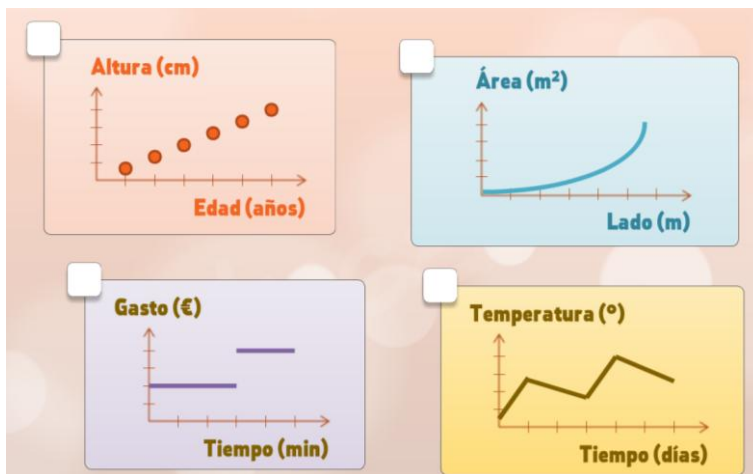 Altura (cm)
Edad (años)
Área (m²)
Lado (m)
Gasto (€)
Tiempo (min)
Temperatura (º)
Tiempo (días)